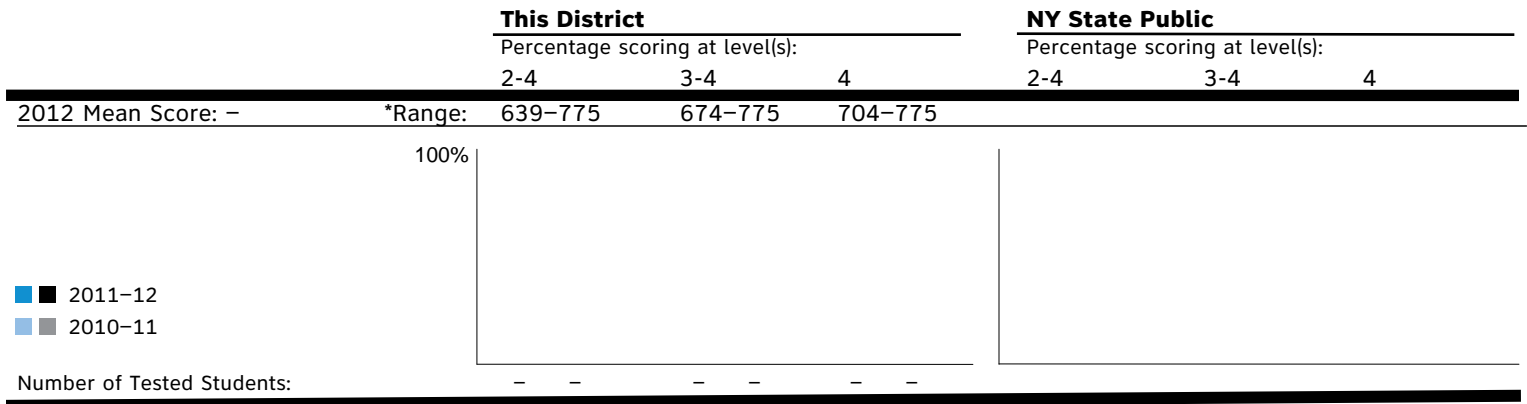 This District NY State Public
Percentage scoring at level(s): Percentage scoring at level(s):
2-4 3-4 4 2-4 3-4 4
2012 Mean Score: – *Range: 639–775 674–775 704–775
100%
2011–12
2010–11
Number of Tested Students: – – – – – –